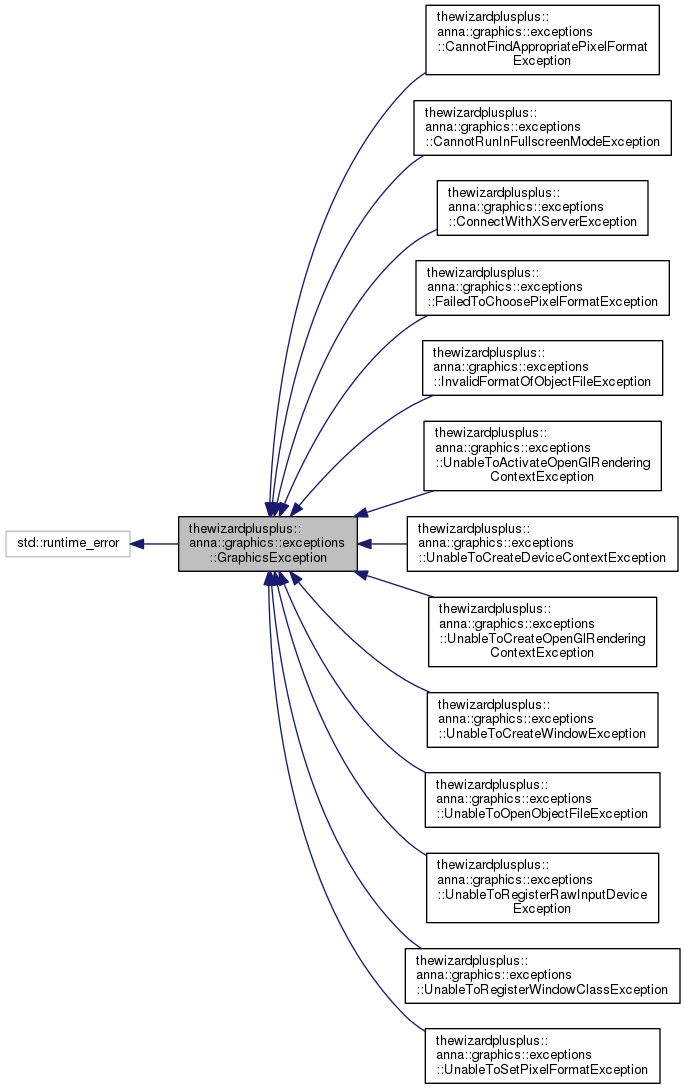 std::runtime_error
thewizardplusplus::
anna::graphics::exceptions
::GraphicsException
thewizardplusplus::
anna::graphics::exceptions
::CannotFindAppropriatePixelFormat
Exception
thewizardplusplus::
anna::graphics::exceptions
::CannotRunInFullscreenModeException
thewizardplusplus::
anna::graphics::exceptions
::ConnectWithXServerException
thewizardplusplus::
anna::graphics::exceptions
::FailedToChoosePixelFormatException
thewizardplusplus::
anna::graphics::exceptions
::InvalidFormatOfObjectFileException
thewizardplusplus::
anna::graphics::exceptions
::UnableToActivateOpenGlRendering
ContextException
thewizardplusplus::
anna::graphics::exceptions
::UnableToCreateDeviceContextException
thewizardplusplus::
anna::graphics::exceptions
::UnableToCreateOpenGlRendering
ContextException
thewizardplusplus::
anna::graphics::exceptions
::UnableToCreateWindowException
thewizardplusplus::
anna::graphics::exceptions
::UnableToOpenObjectFileException
thewizardplusplus::
anna::graphics::exceptions
::UnableToRegisterRawInputDevice
Exception
thewizardplusplus::
anna::graphics::exceptions
::UnableToRegisterWindowClassException
thewizardplusplus::
anna::graphics::exceptions
::UnableToSetPixelFormatException